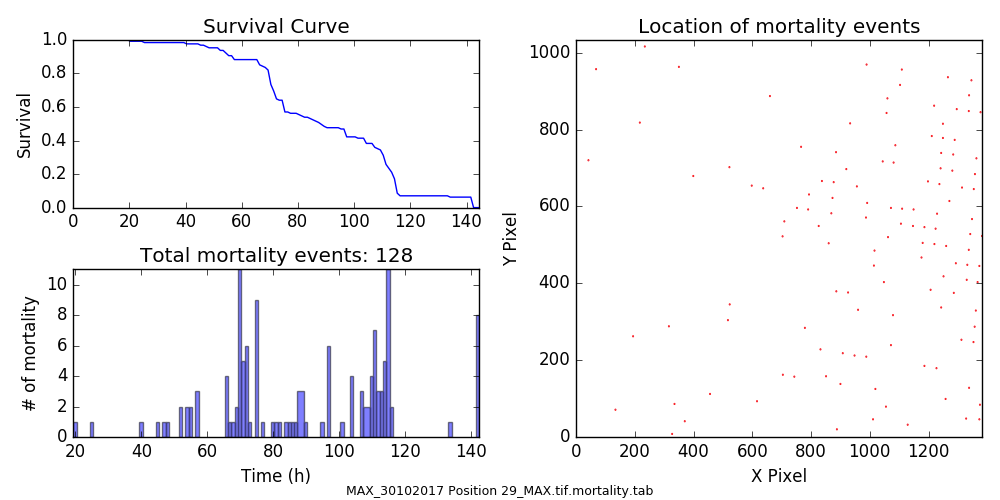 Survival Curve
1.0
0.8
0.6
0.4
0.2
0.0
Survival
0 20 40 60 80 100 120 140
Total mortality events: 128
10
8
6
4
2
0
# of mortality
20 40 60 80 100 120 140
Time (h)
Location of mortality events
1000
800
600
400
200
0
Y Pixel
0 200 400 600 800 1000 1200
X Pixel
MAX_30102017 Position 29_MAX.tif.mortality.tab